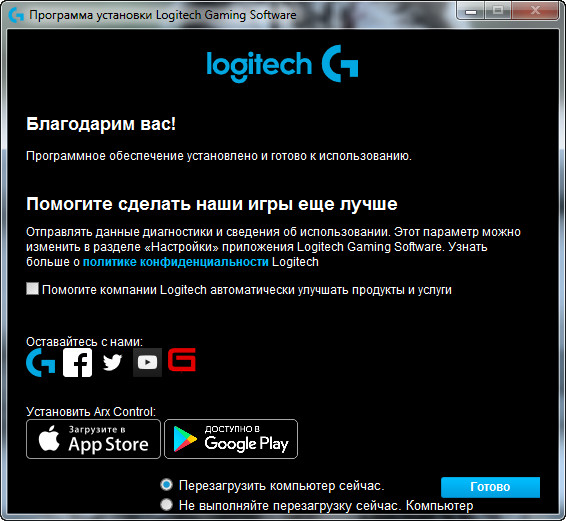 Программа установки Logitech Gaming Software
logitech
Благодарим вас!
Программное обеспечение установлено и готово к использованию.
Помогите сделать наши игры еще лучше
Отправлять данные диагностики и сведения об использовании. Этот параметр можно
изменить в разделе «Настройки» приложения Logitech Gaming Software. Узнать
больше о политике конфиденциальности Logitech
Помогите компании Logitech автоматически улучшать продукты и услуги
Оставайтесь с нами:
Установить Arx Control:
Загрузите в
App Store
ДОСТУПНО В
Google Play
Перезагрузить компьютер сейчас.
Готово
Не выполняйте перезагрузку сейчас. Компьютер